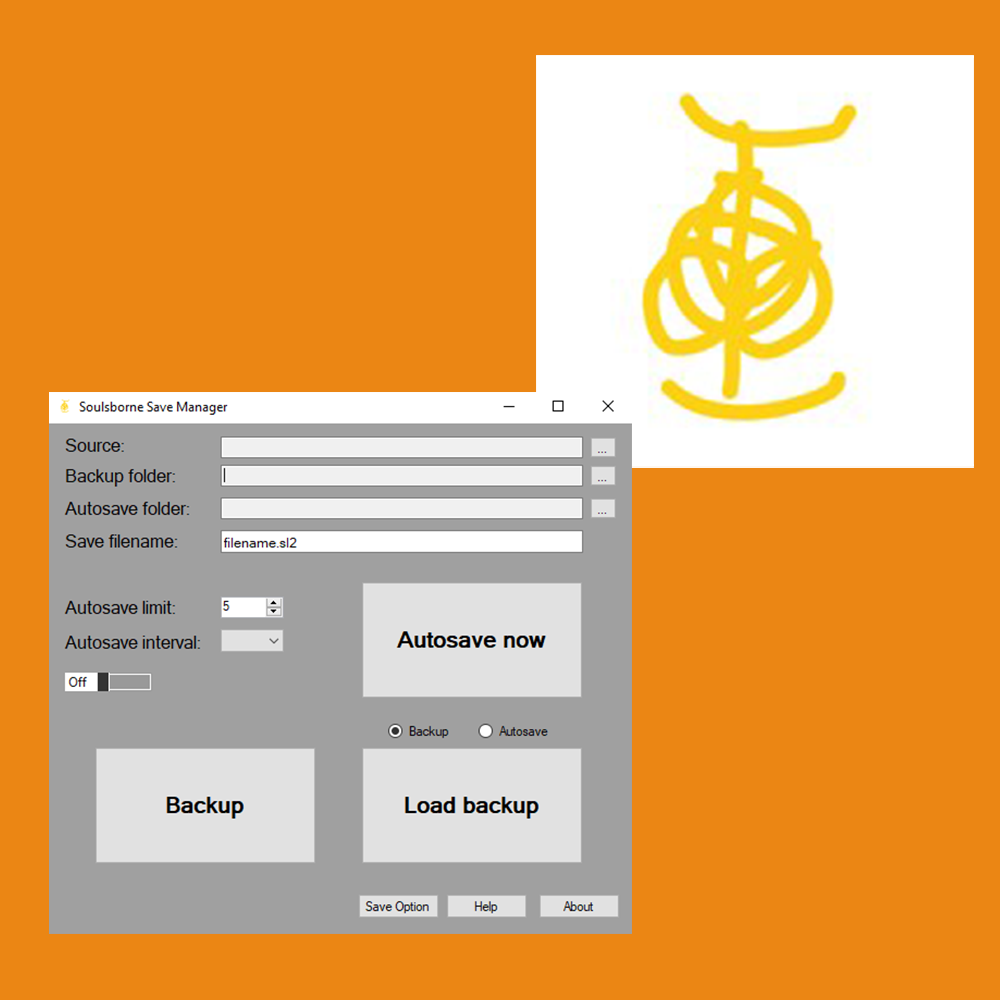 Soulsborne Save Manager
Source:
...
Backup folder:
...
Autosave folder:
...
Save filename:
filename.sl2
Autosave limit:
5
Autosave interval:
Off
Autosave now
Backup
Autosave
Backup
Load backup
Save Option
Help
About